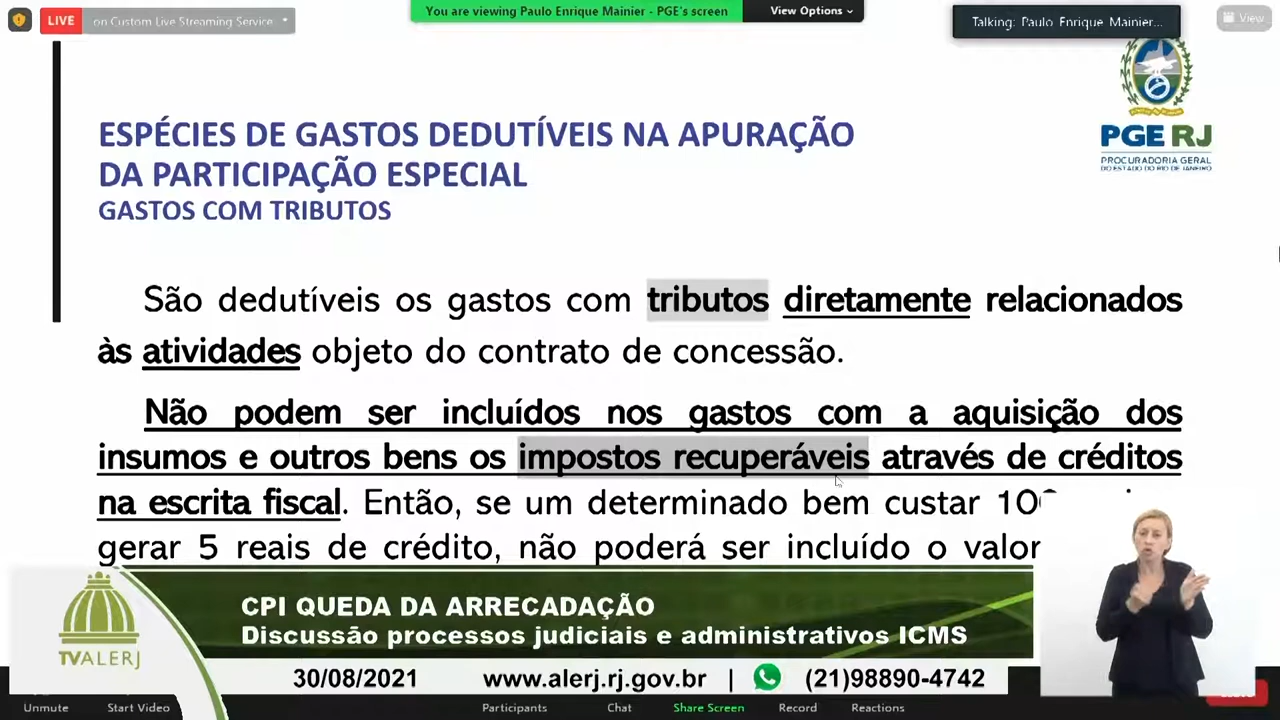 LIVE on Custom Live Streaming Service
You are viewing Paulo Enrique Mainier - PGE's screen
View Options
Talking: Paulo Enrique Mainier...
View
PGE RJ
PROCURADORIA GERAL
DO ESTADO DO RIO DE JANEIRO
ESPÉCIES DE GASTOS DEDUTÍVEIS NA APURAÇÃO
DA PARTICIPAÇÃO ESPECIAL
GASTOS COM TRIBUTOS
São dedutíveis os gastos com tributos diretamente relacionados
às atividades objeto do contrato de concessão.
Não podem ser incluídos nos gastos com a aquisição dos
insumos e outros bens os impostos recuperáveis através de créditos
na escrita fiscal. Então, se um determinado bem custar
gerar 5 reais de crédito, não poderá ser incluído o valor
CPI QUEDA DA ARRECADAÇÃO
Discussão processos judiciais e administrativos ICMS
TVALERJ
30/08/2021 www.alerj.rj.gov.br | (21)98890-4742
Unmute Start Video Participants Chat Share Screen Record Reactions